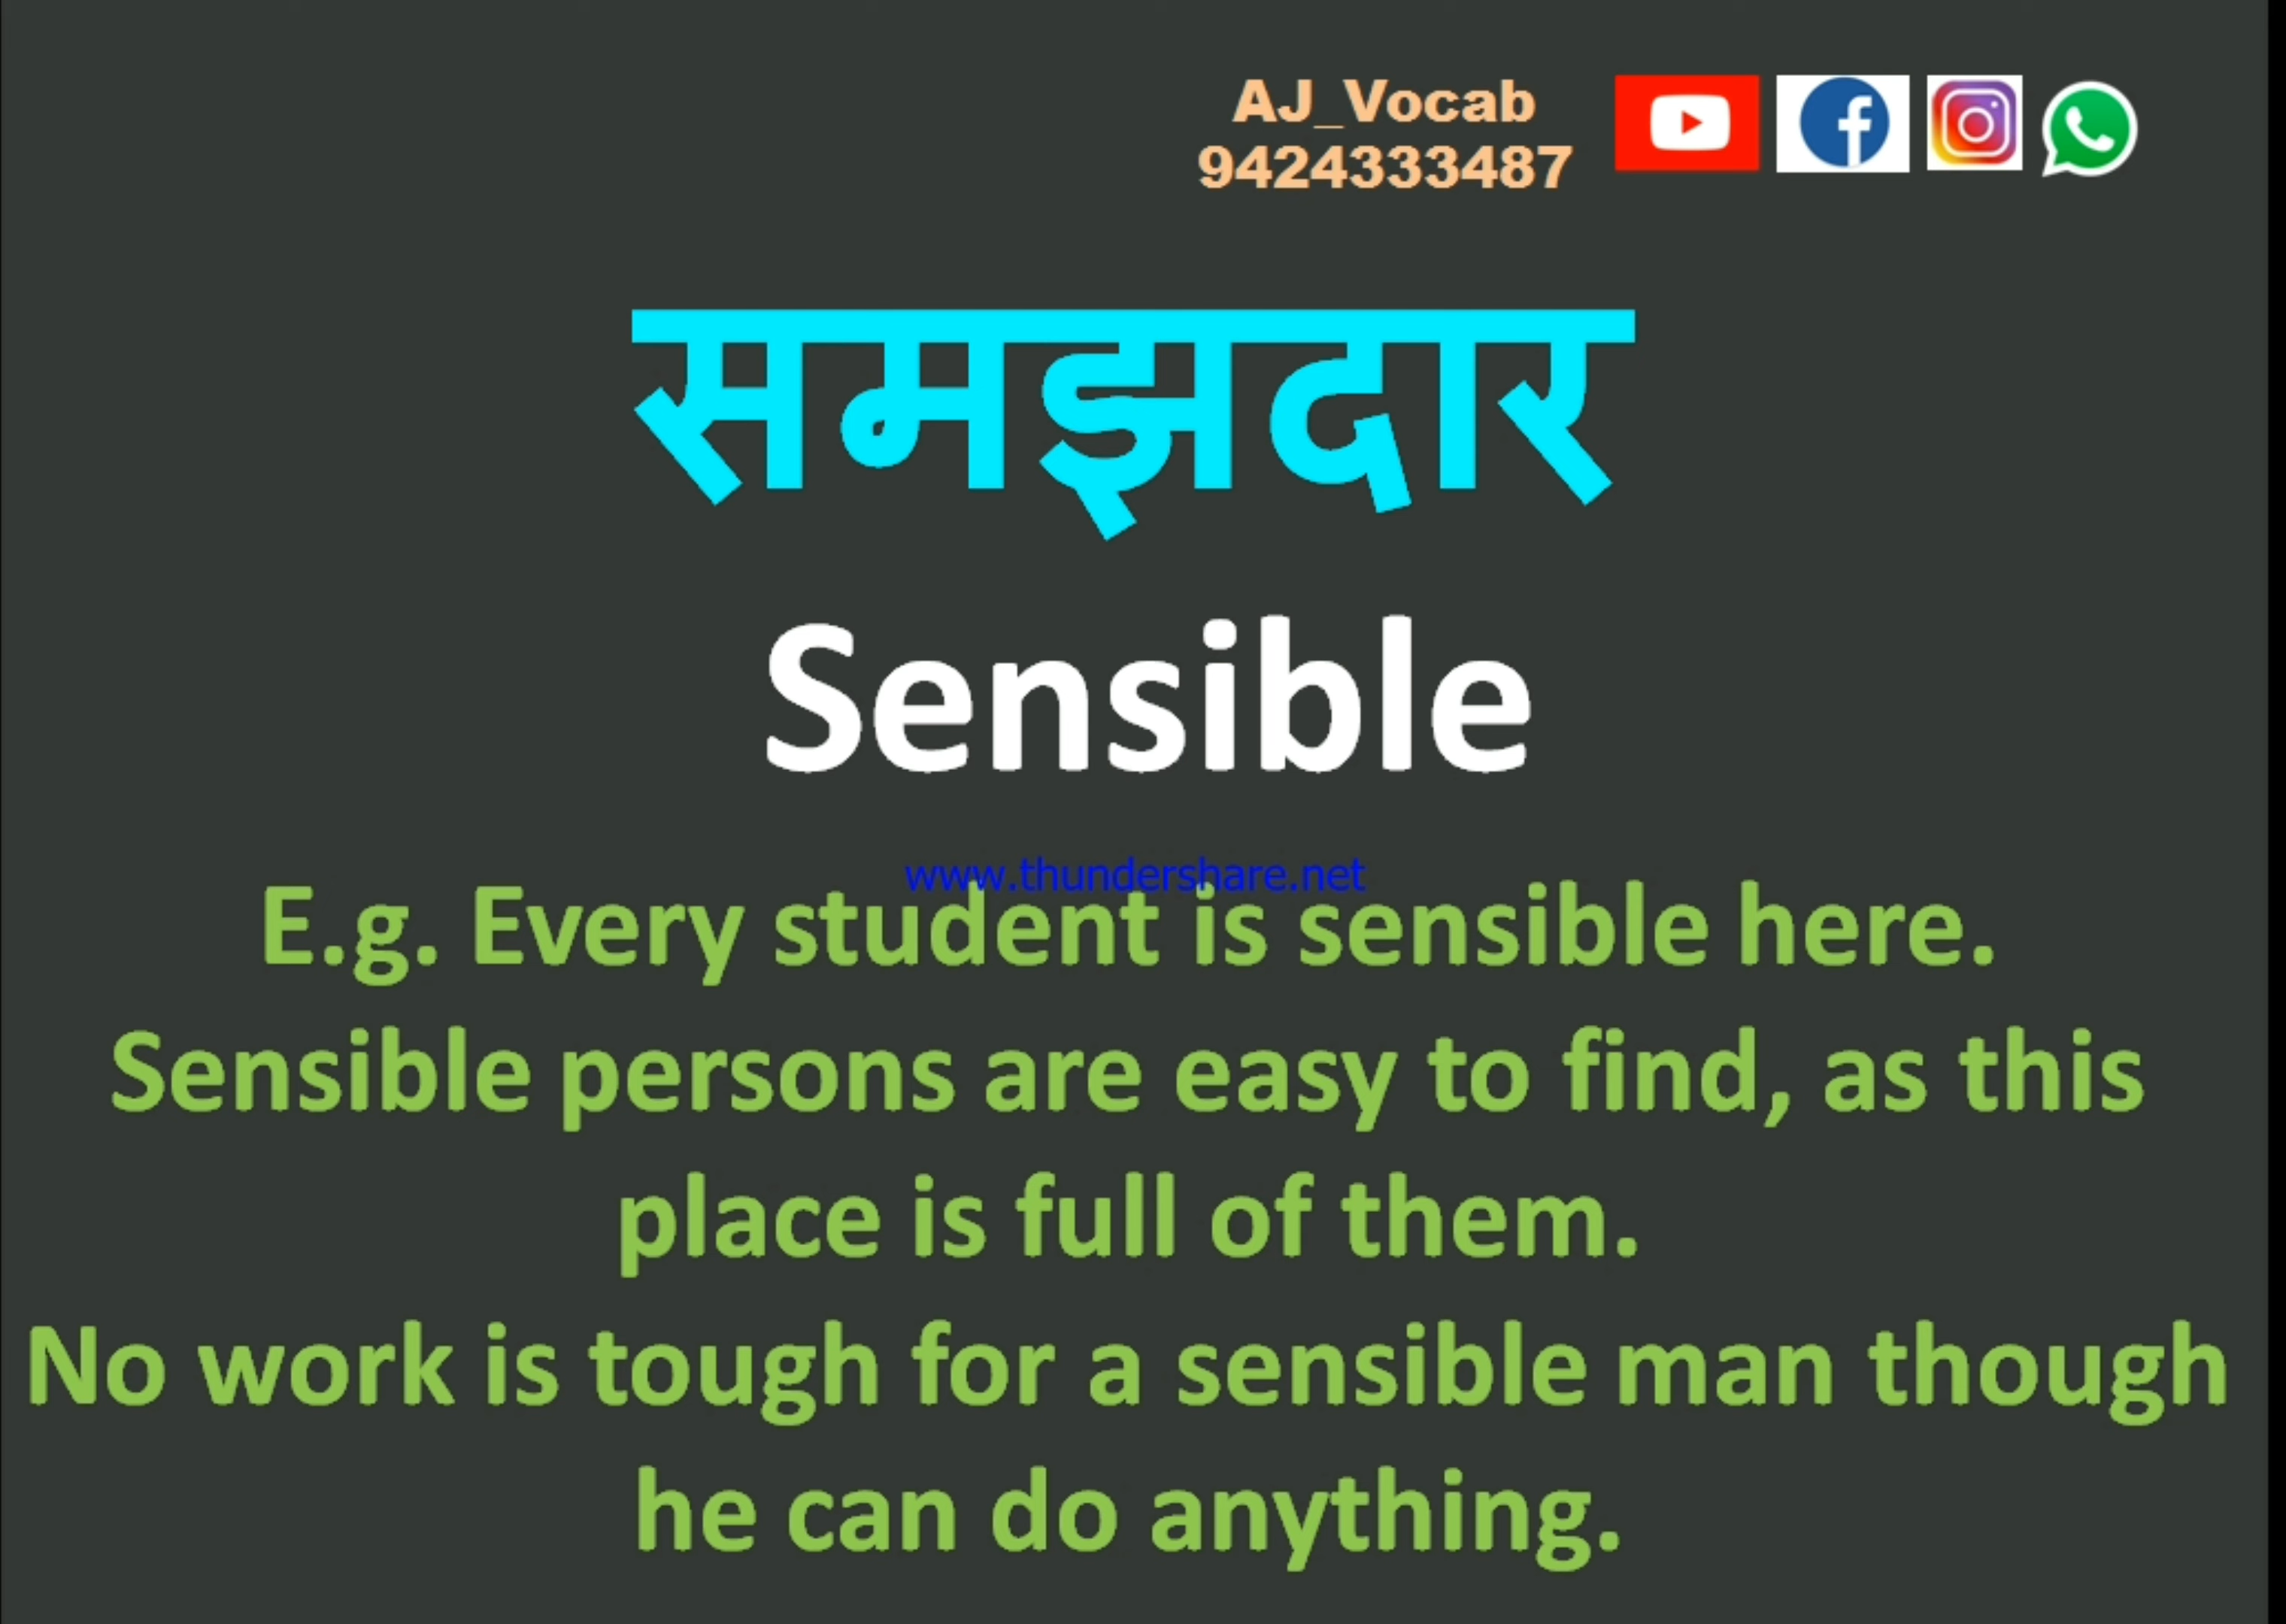 AJ_Vocab
9424333487
समझदार
Sensible
www.thundershare.net
E.g. Every student is sensible here.
Sensible persons are easy to find, as this
place is full of them.
No work is tough for a sensible man though
he can do anything.